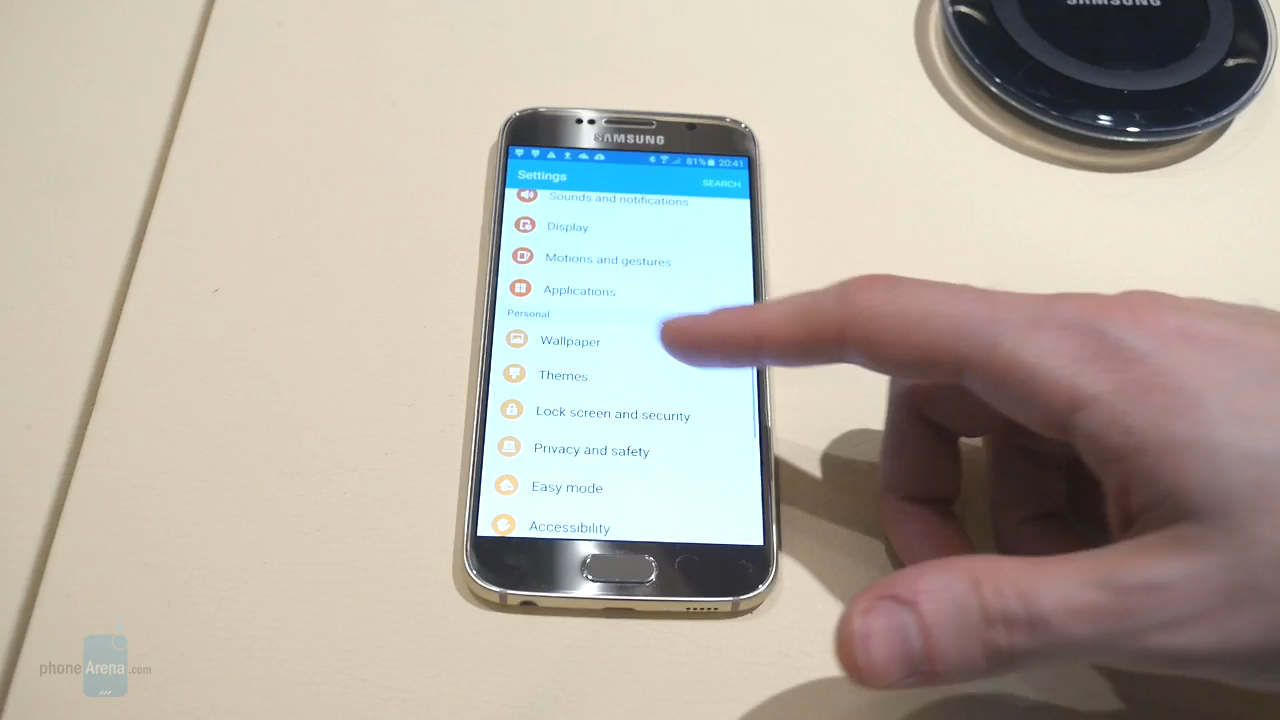 SAMSUNG
SAMSUNG
81% 20:41
Settings
SEARCH
Sounds and notifications
Display
Motions and gestures
Applications
Personal
Wallpaper
Themes
Lock screen and security
Privacy and safety
Easy mode
Accessibility
phoneArena.com